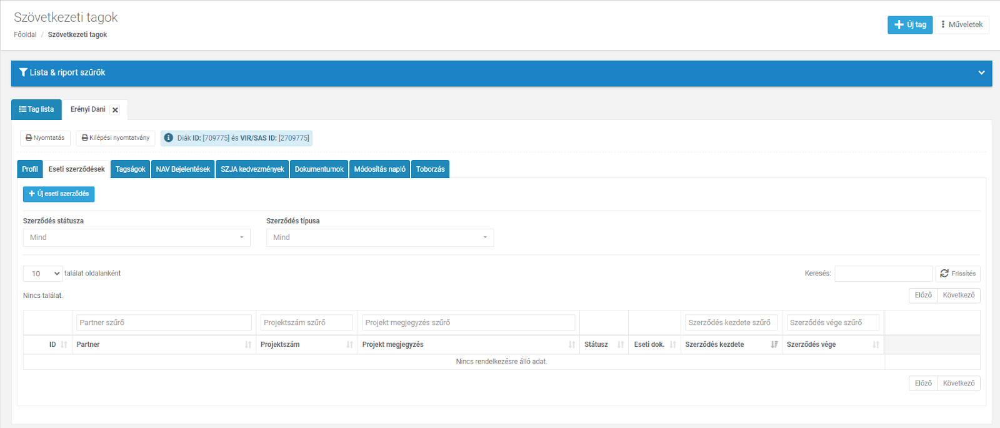 Szövetkezeti tagok
Főoldal / Szövetkezeti tagok
Új tag
Műveletek
Lista & riport szűrők
Tag lista
Erényi Dani
Nyomtatás
Kilépési nyomtatvány
Diák ID: [709775] és VIR/SAS ID: [2709775]
Profil
Eseti szerződések
Tagságok
NAV Bejelentések
SZJA kedvezmények
Dokumentumok
Módosítás napló
Toborzás
Új eseti szerződés
Szerződés státusza
Szerződés típusa
Mind
Mind
10 találat oldalanként
Keresés:
Frissítés
Nincs találat.
Előző
Következő
Partner szűrő
Projektszám szűrő
Projekt megjegyzés szűrő
Szerződés kezdete szűrő
Szerződés vége szűrő
ID
Partner
Projektszám
Projekt megjegyzés
Státusz
Eseti dok.
Szerződés kezdete
Szerződés vége
Nincs rendelkezésre álló adat.
Előző
Következő